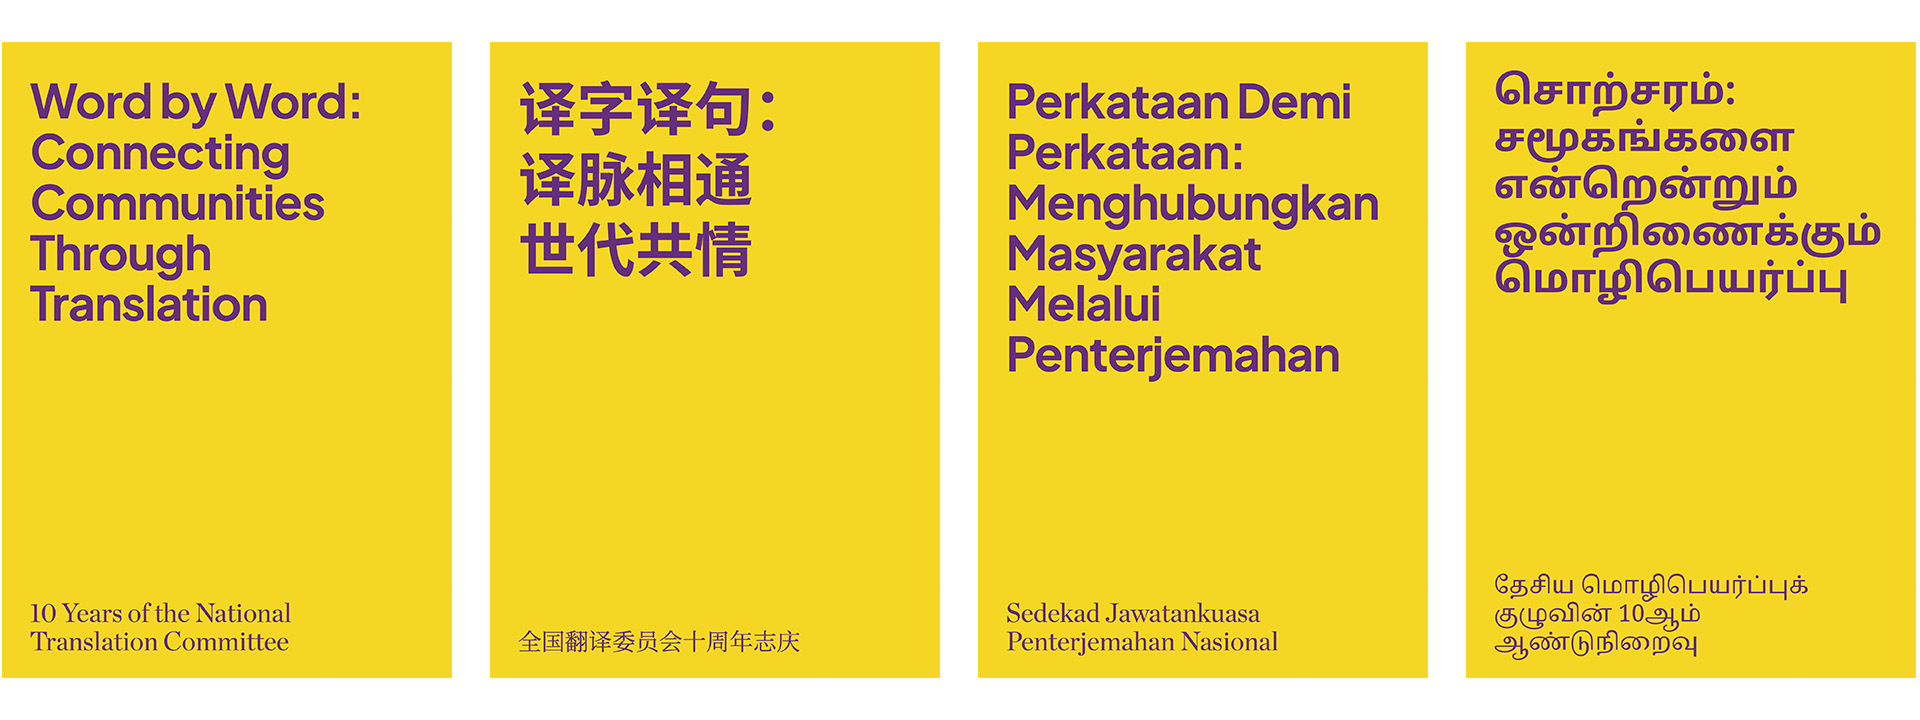 Word by Word:
Connecting
Communities
Through
Translation
10 Years of the National
Translation Committee
译字译句：
译脉相通
世代共情
全国翻译委员会十周年志庆
Perkataan Demi
Perkataan:
Menghubungkan
Masyarakat
Melalui
Penterjemahan
Sedekad Jawatankuasa
Penterjemahan Nasional
சொற்சரம்:
சமூகங்களை
என்றென்றும்
ஒன்றிணைக்கும்
மொழிபெயர்ப்பு
தேசிய மொழிபெயர்ப்புக்
குழுவின் 10ஆம்
ஆண்டுநிறைவு